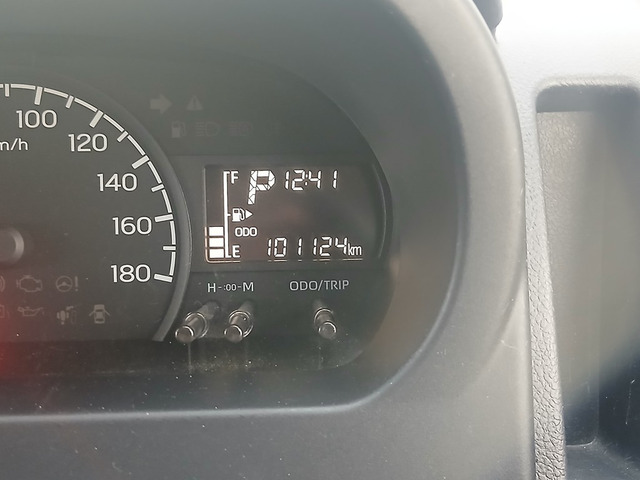 100
120
140
160
180
m/h
F P 12:41
ODO
E 101124km
H-:00-M ODO/TRIP